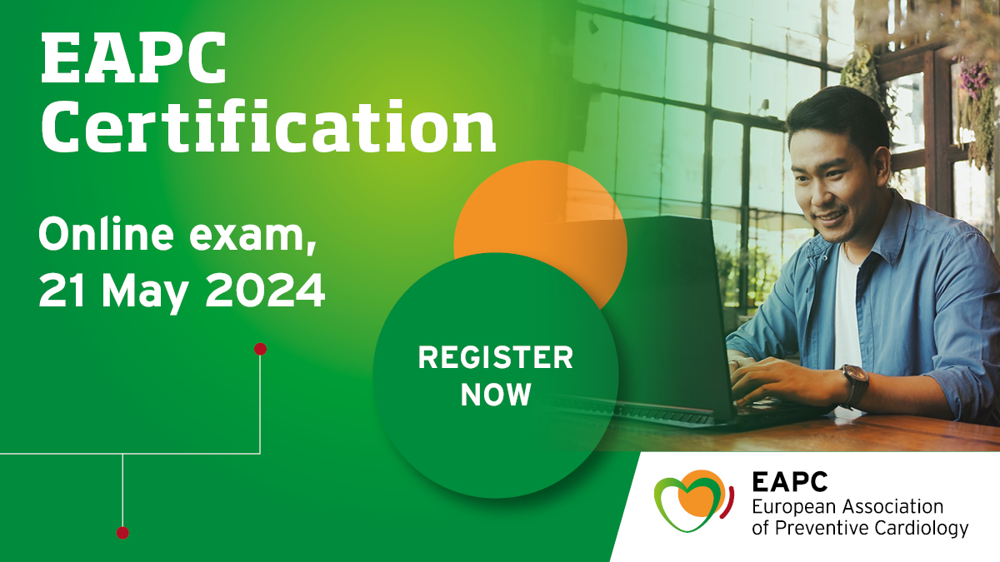 EAPC
Certification
Online exam,
21 May 2024
REGISTER
NOW
EAPC
European Association
of Preventive Cardiology